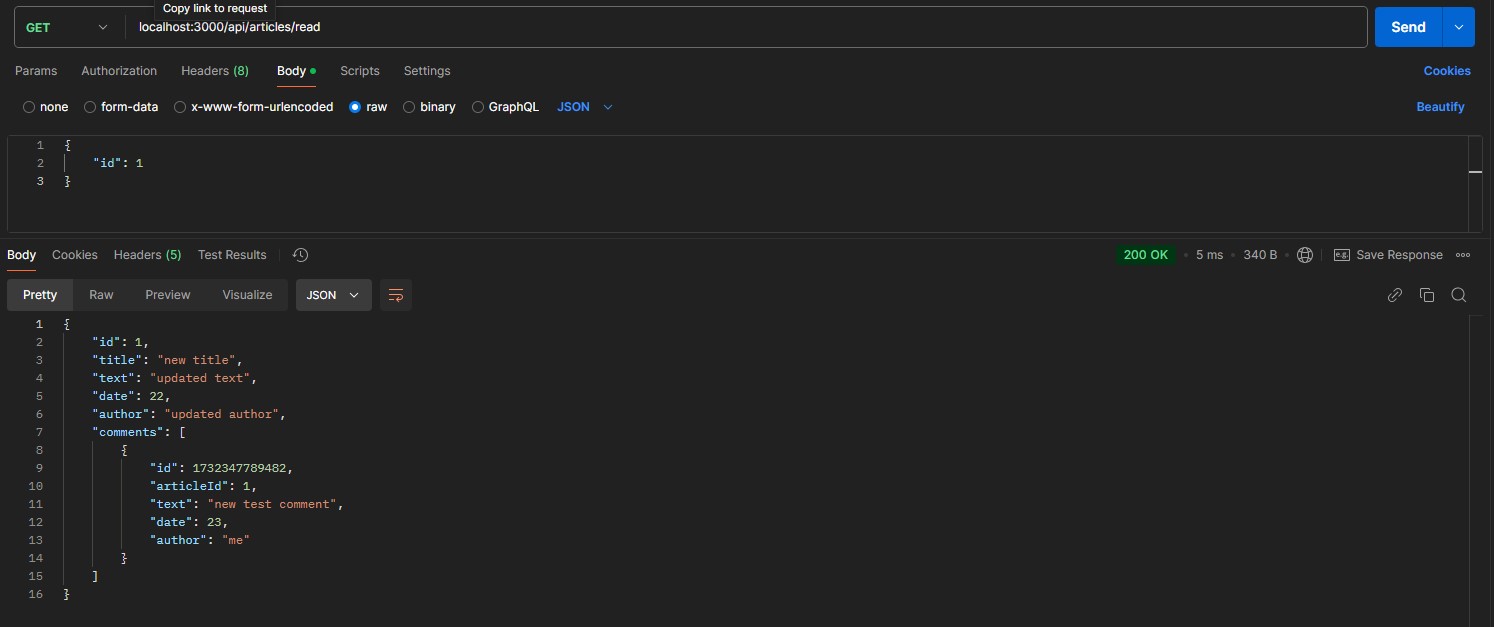 Copy link to request
GET localhost:3000/api/articles/read Send
Params Authorization Headers (8) Body Scripts Settings Cookies
none form-data x-www-form-urlencoded raw binary GraphQL JSON Beautify
1 {
2 "id": 1
3 }
Body Cookies Headers (5) Test Results 200 OK • 5 ms • 340 B • e.g. Save Response
Pretty Raw Preview Visualize JSON
1 {
2 "id": 1,
3 "title": "new title",
4 "text": "updated text",
5 "date": 22,
6 "author": "updated author",
7 "comments": [
8 {
9 "id": 1732347789482,
10 "articleId": 1,
11 "text": "new test comment",
12 "date": 23,
13 "author": "me"
14 }
15 ]
16 }